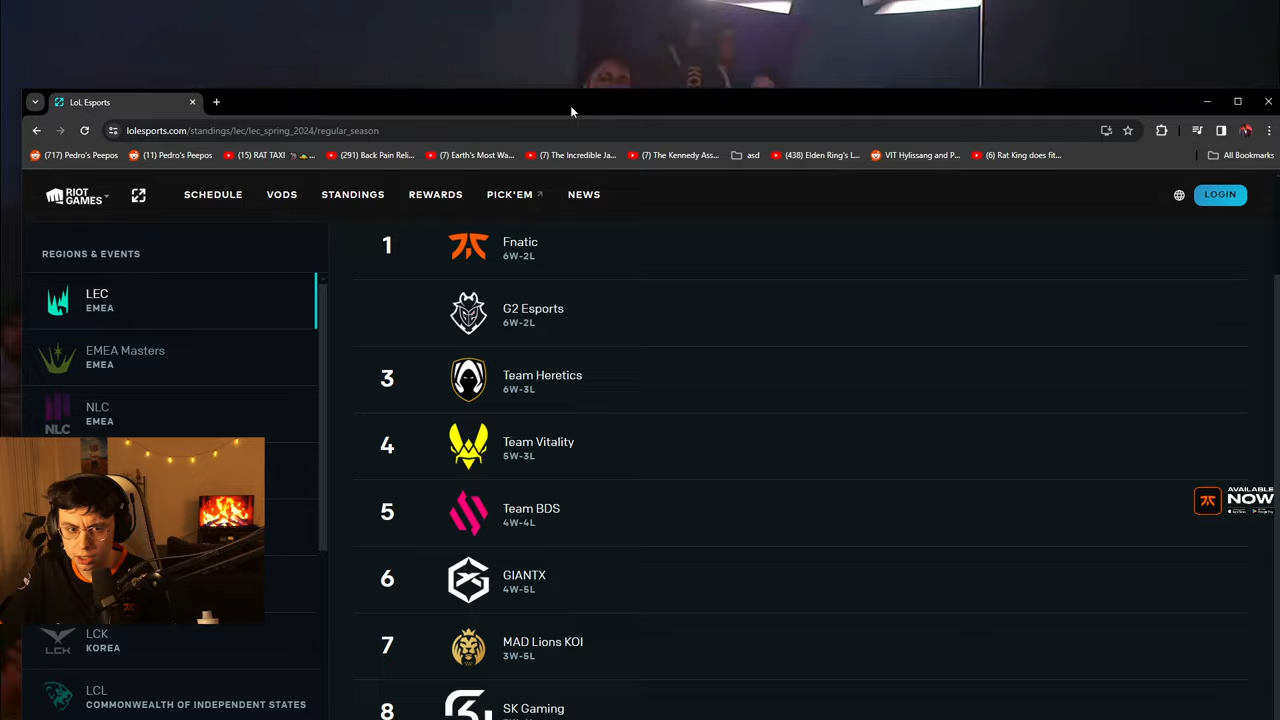 LoL Esports
lolesports.com/standings/lec/lec_spring_2024/regular_season
(717) Pedro's Peepos
(11) Pedro's Peepos
(15) RAT TAXI
(291) Back Pain Reli...
(7) Earth's Most Wa...
(7) The Incredible Ja...
(7) The Kennedy Ass...
asd
(438) Elden Ring's L...
VIT Hylissang and P...
(6) Rat King does fit...
All Bookmarks
RIOT
GAMES
SCHEDULE
VODS
STANDINGS
REWARDS
PICK'EM
NEWS
LOGIN
REGIONS & EVENTS
LEC
EMEA
EMEA Masters
EMEA
NLC
NLC
EMEA
LCK
LCK
KOREA
LCL
COMMONWEALTH OF INDEPENDENT STATES
1
Fnatic
6W-2L
G2 Esports
6W-2L
3
Team Heretics
6W-3L
4
Team Vitality
5W-3L
5
Team BDS
4W-4L
6
GIANTX
4W-5L
7
MAD Lions KOI
3W-5L
8
SK Gaming
AVAILABLE
NOW